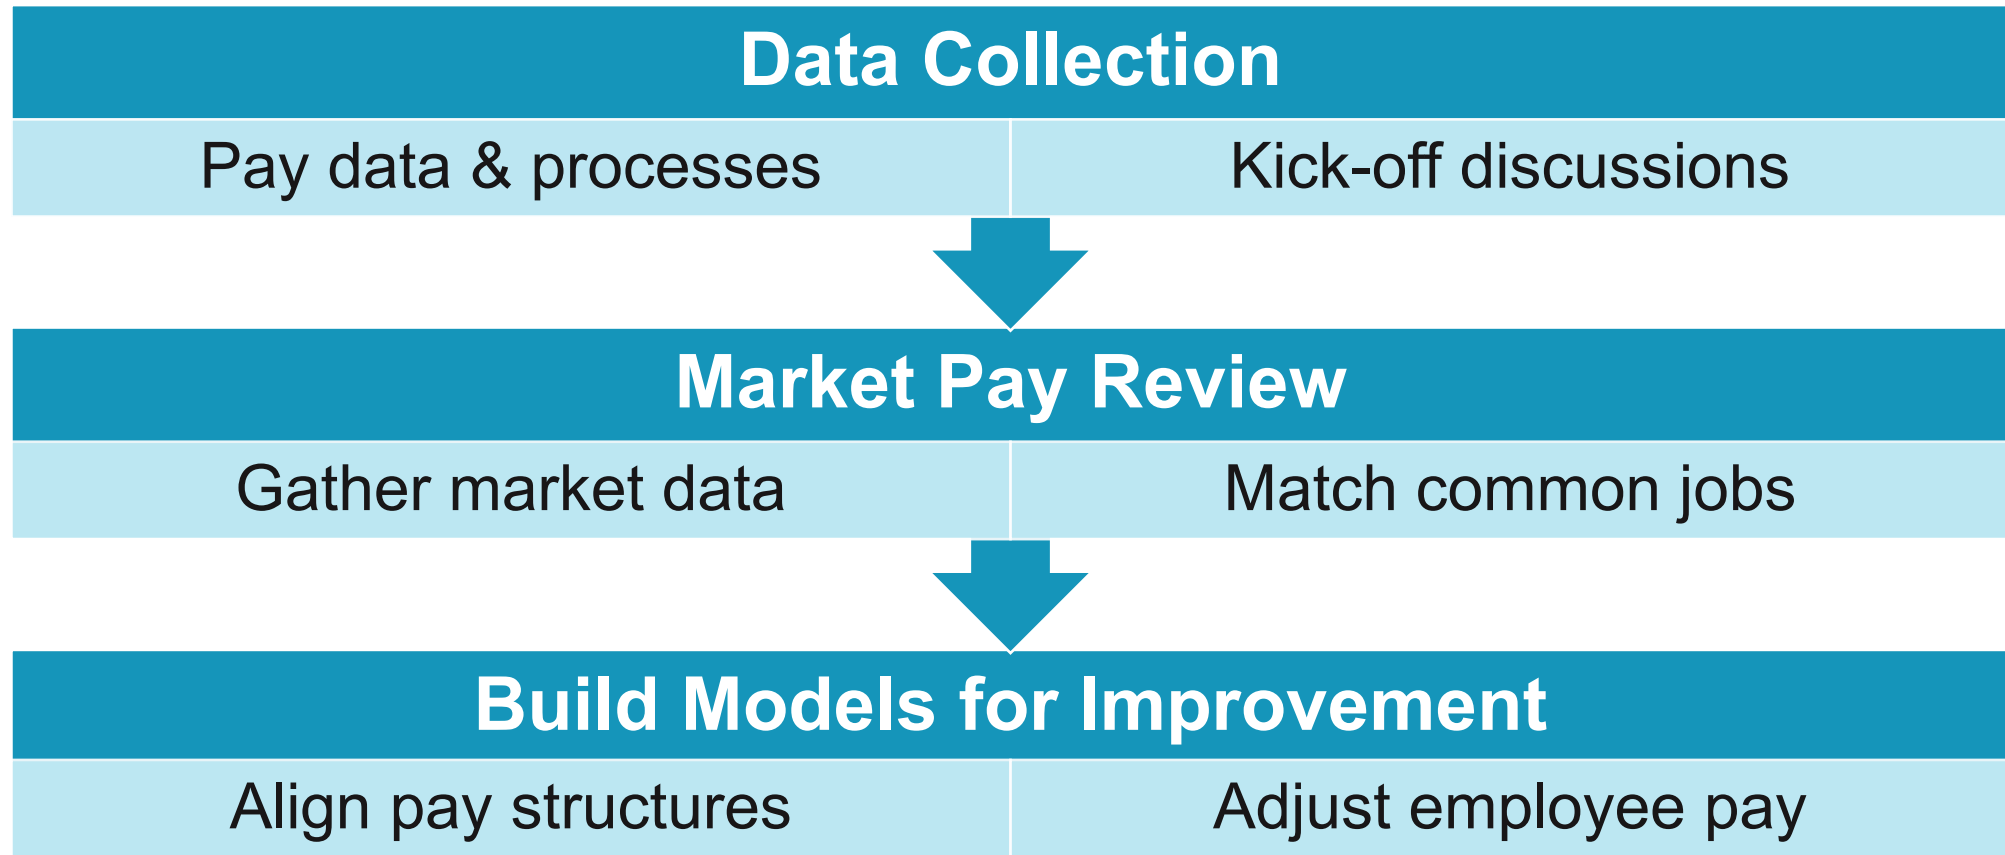 Data Collection
Pay data & processes
Kick-off discussions
Market Pay Review
Gather market data
Match common jobs
Build Models for Improvement
Align pay structures
Adjust employee pay